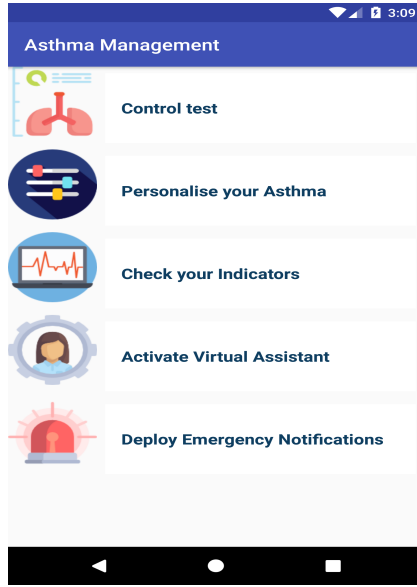 3:09
Asthma Management
Control test
Personalise your Asthma
Check your Indicators
Activate Virtual Assistant
Deploy Emergency Notifications